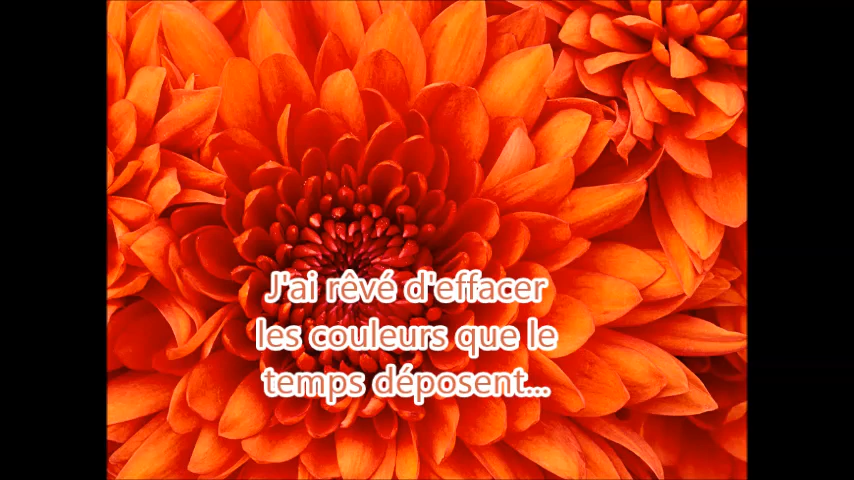 J'ai rêvé d'effacer
les couleurs que le
temps déposent...